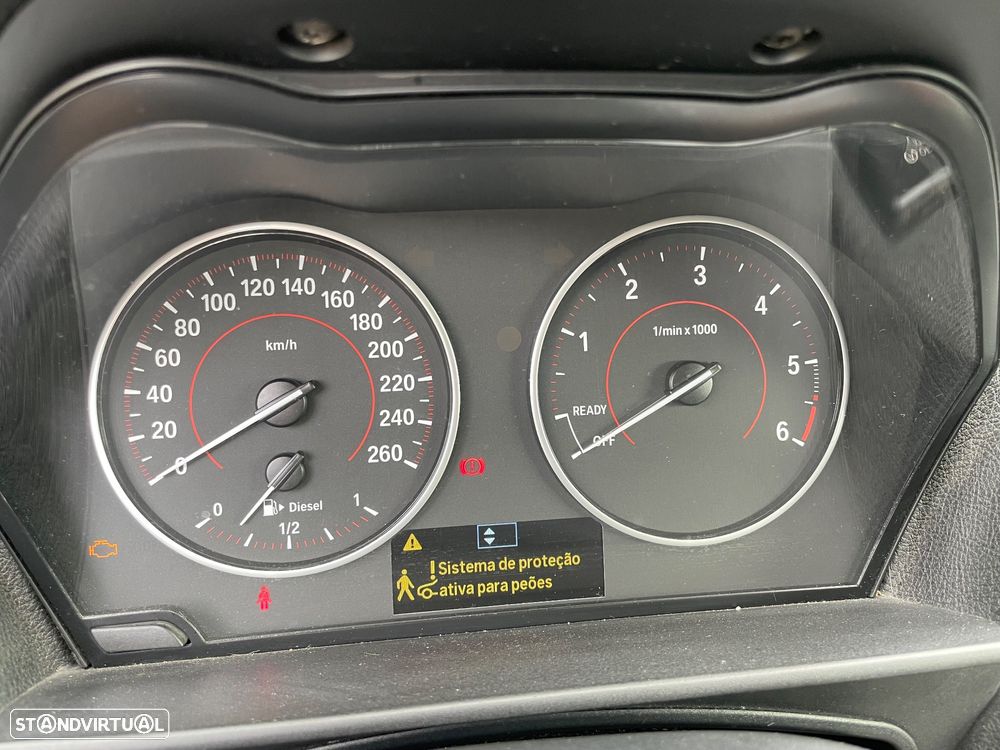 0
20
40
60
80
100
120
140
160
180
200
220
240
260
km/h
0
1/2
1
Diesel
1
2
3
4
5
6
1/min x 1000
READY
OFF
Sistema de proteção
ativa para peões
STANDVIRTUAL